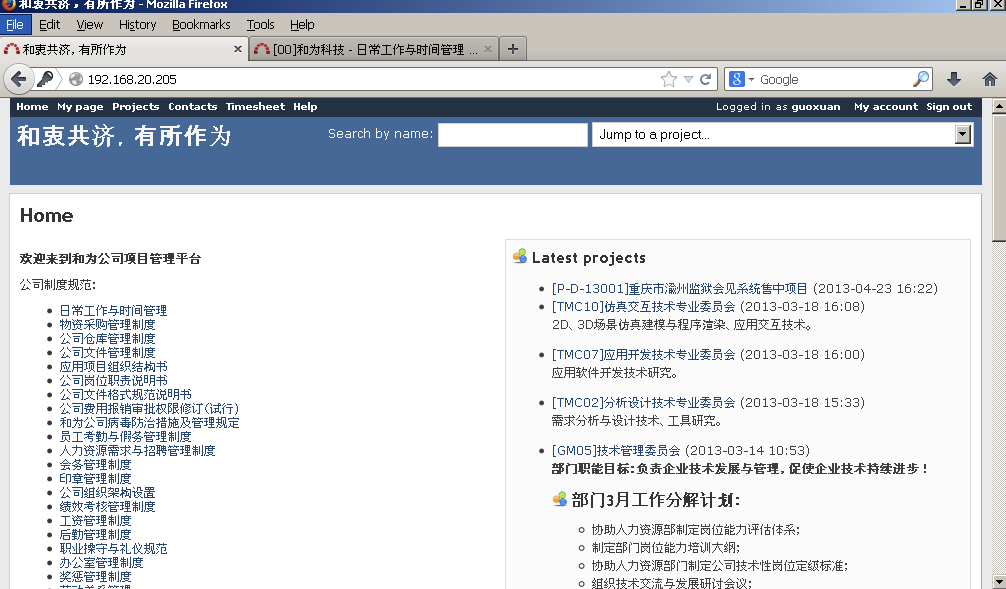 和衷共济, 有所作为 - Mozilla Firefox
File Edit View History Bookmarks Tools Help
和衷共济, 有所作为 × [00]和为科技 - 日常工作与时间管理 ... × +
192.168.20.205 Google
Home My page Projects Contacts Timesheet Help Logged in as guoxuan My account Sign out
和衷共济, 有所作为 Search by name: Jump to a project...
Home
欢迎来到和为公司项目管理平台
公司制度规范:
日常工作与时间管理
物资采购管理制度
公司仓库管理制度
公司文件管理制度
应用项目组织结构书
公司岗位职责说明书
公司文件格式规范说明书
公司费用报销审批权限修订(试行)
和为公司病毒防治措施及管理规定
员工考勤与假务管理制度
人力资源需求与招聘管理制度
会务管理制度
印章管理制度
公司组织架构设置
绩效考核管理制度
工资管理制度
后勤管理制度
职业操守与礼仪规范
办公室管理制度
奖惩管理制度
Latest projects
[P-D-13001]重庆市渝州监狱会见系统售中项目 (2013-04-23 16:22)
[TMC10]仿真交互技术专业委员会 (2013-03-18 16:08)
2D、3D场景仿真建模与程序渲染、应用交互技术。
[TMC07]应用开发技术专业委员会 (2013-03-18 16:00)
应用软件开发技术研究。
[TMC02]分析设计技术专业委员会 (2013-03-18 15:33)
需求分析与设计技术、工具研究。
[GM05]技术管理委员会 (2013-03-14 10:53)
部门职能目标:负责企业技术发展与管理,促使企业技术持续进步！
部门3月工作分解计划:
协助人力资源部制定岗位能力评估体系;
制定部门岗位能力培训大纲;
协助人力资源部门制定公司技术性岗位定级标准;
组织技术交流与发展研讨会议;